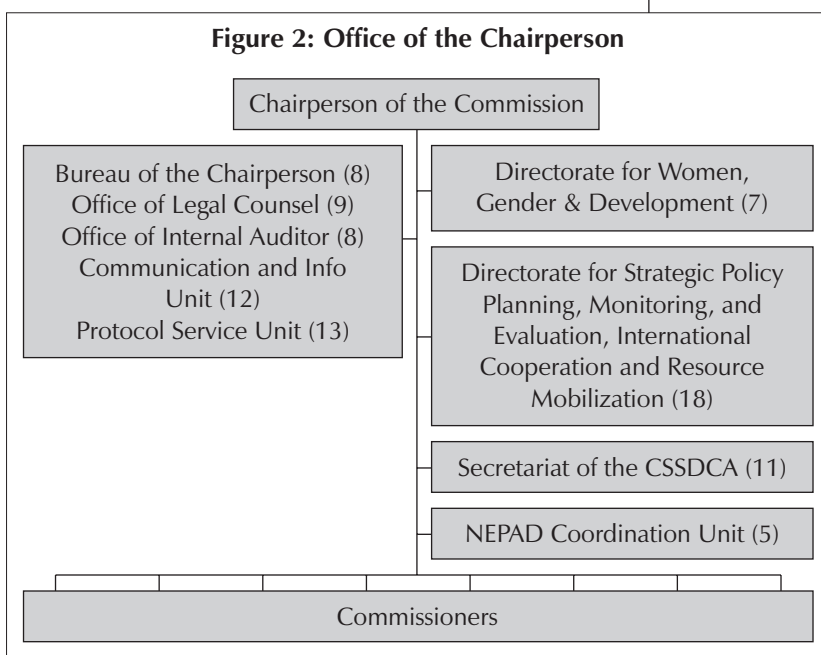 Figure 2: Office of the Chairperson
Chairperson of the Commission
Bureau of the Chairperson (8)
Office of Legal Counsel (9)
Office of Internal Auditor (8)
Communication and Info
Unit (12)
Protocol Service Unit (13)
Directorate for Women,
Gender & Development (7)
Directorate for Strategic Policy
Planning, Monitoring, and
Evaluation, International
Cooperation and Resource
Mobilization (18)
Secretariat of the CSSDCA (11)
NEPAD Coordination Unit (5)
Commissioners